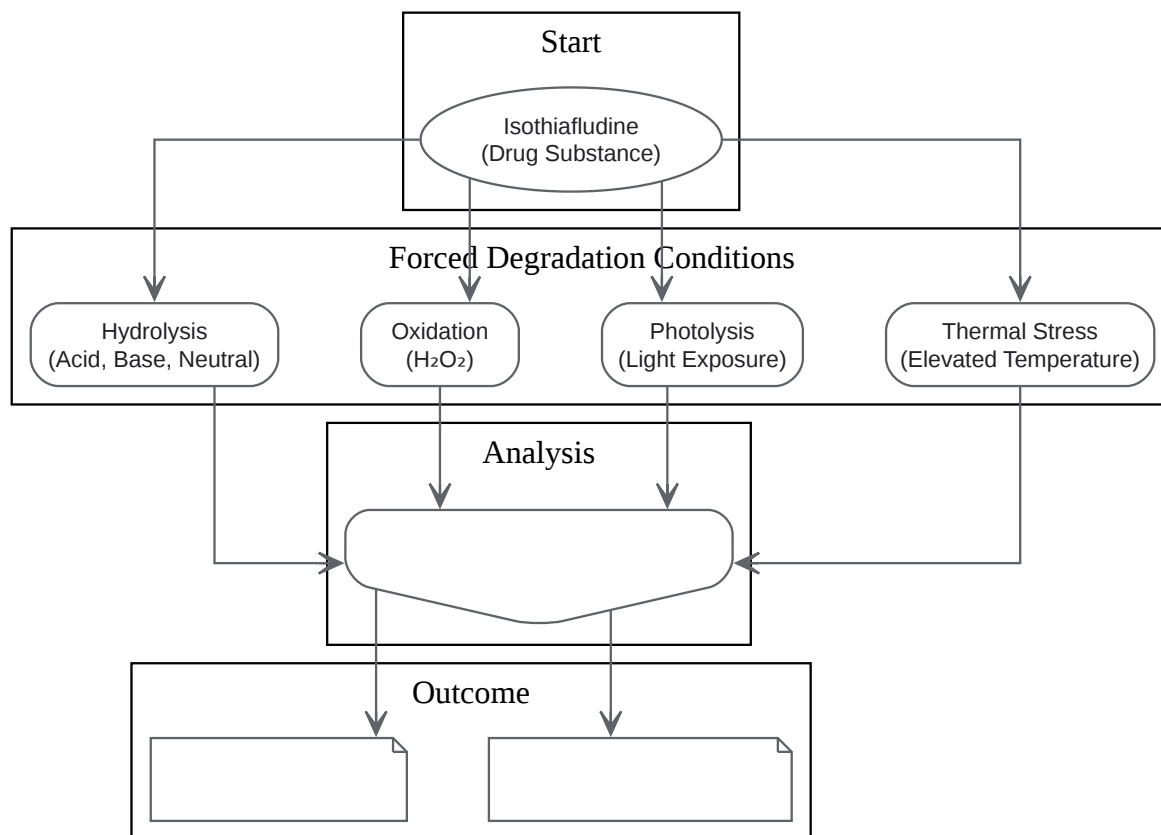 Start
Isothiafludine
(Drug Substance)
Forced Degradation Conditions
Hydrolysis
(Acid, Base, Neutral)
Oxidation
(H₂O₂)
Photolysis
(Light Exposure)
Thermal Stress
(Elevated Temperature)
Analysis
Outcome